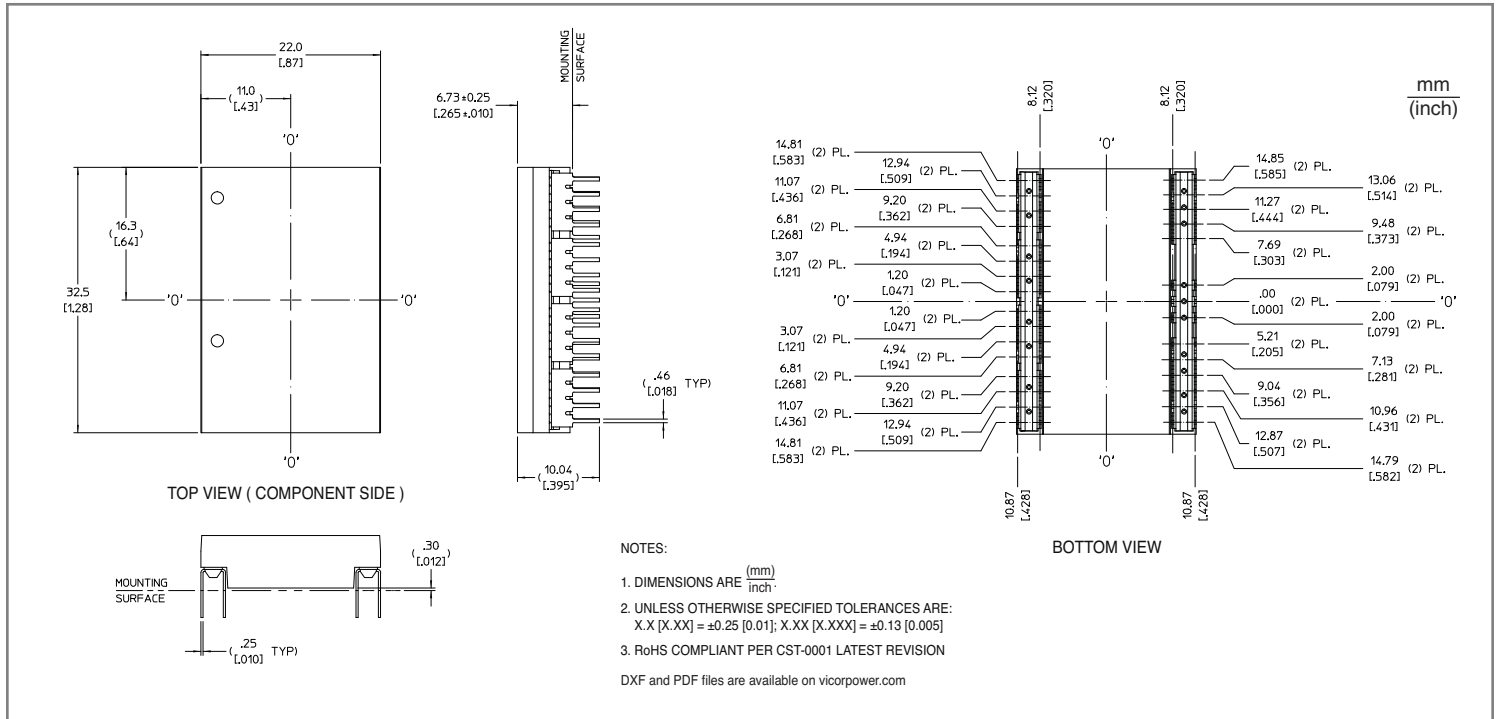 22.0
[.87]
11.0
( [.43] )
'0'
16.3
( [.64] )
32.5
[1.28]
'0'
'0'
'0'
TOP VIEW ( COMPONENT SIDE )
MOUNTING
SURFACE
6.73 ±0.25
[.265 ±.010]
.46
( [.018] TYP)
10.04
( [.395] )
MOUNTING
SURFACE
.30
( [.012] )
.25
( [.010] TYP)
mm
(inch)
8.12
[.320]
8.12
[.320]
'0'
14.81
[.583] (2) PL.
12.94
[.509] (2) PL.
11.07
[.436] (2) PL.
9.20
[.362] (2) PL.
6.81
[.268] (2) PL.
4.94
[.194] (2) PL.
3.07
[.121] (2) PL.
1.20
[.047] (2) PL.
'0'
1.20
[.047] (2) PL.
3.07
[.121] (2) PL.
4.94
[.194] (2) PL.
6.81
[.268] (2) PL.
9.20
[.362] (2) PL.
11.07
[.436] (2) PL.
12.94
[.509] (2) PL.
14.81
[.583] (2) PL.
14.85
[.585] (2) PL.
13.06
[.514] (2) PL.
11.27
[.444] (2) PL.
9.48
[.373] (2) PL.
7.69
[.303] (2) PL.
2.00
[.079] (2) PL.
.00
[.000] (2) PL.
'0'
2.00
[.079] (2) PL.
5.21
[.205] (2) PL.
7.13
[.281] (2) PL.
9.04
[.356] (2) PL.
10.96
[.431] (2) PL.
12.87
[.507] (2) PL.
14.79
[.582] (2) PL.
'0'
10.87
[.428]
10.87
[.428]
BOTTOM VIEW
NOTES:
1. DIMENSIONS ARE (mm)
inch.
2. UNLESS OTHERWISE SPECIFIED TOLERANCES ARE:
X.X [X.XX] = ±0.25 [0.01]; X.XX [X.XXX] = ±0.13 [0.005]
3. RoHS COMPLIANT PER CST-0001 LATEST REVISION
DXF and PDF files are available on vicorpower.com